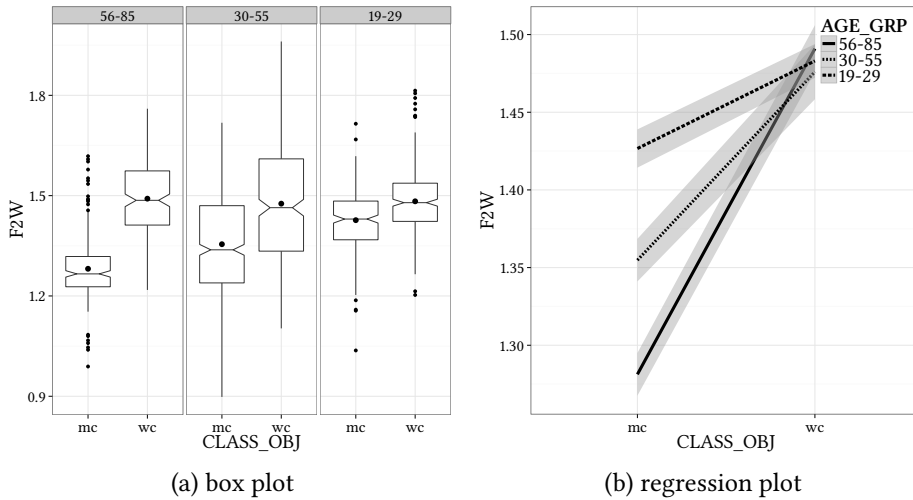 56-85 30-55 19-29
F2W
1.8
1.5
1.2
0.9
mc wc mc wc mc wc
CLASS_OBJ
(a) box plot
AGE_GRP
56-85
30-55
19-29
F2W
1.50
1.45
1.40
1.35
1.30
mc wc
CLASS_OBJ
(b) regression plot